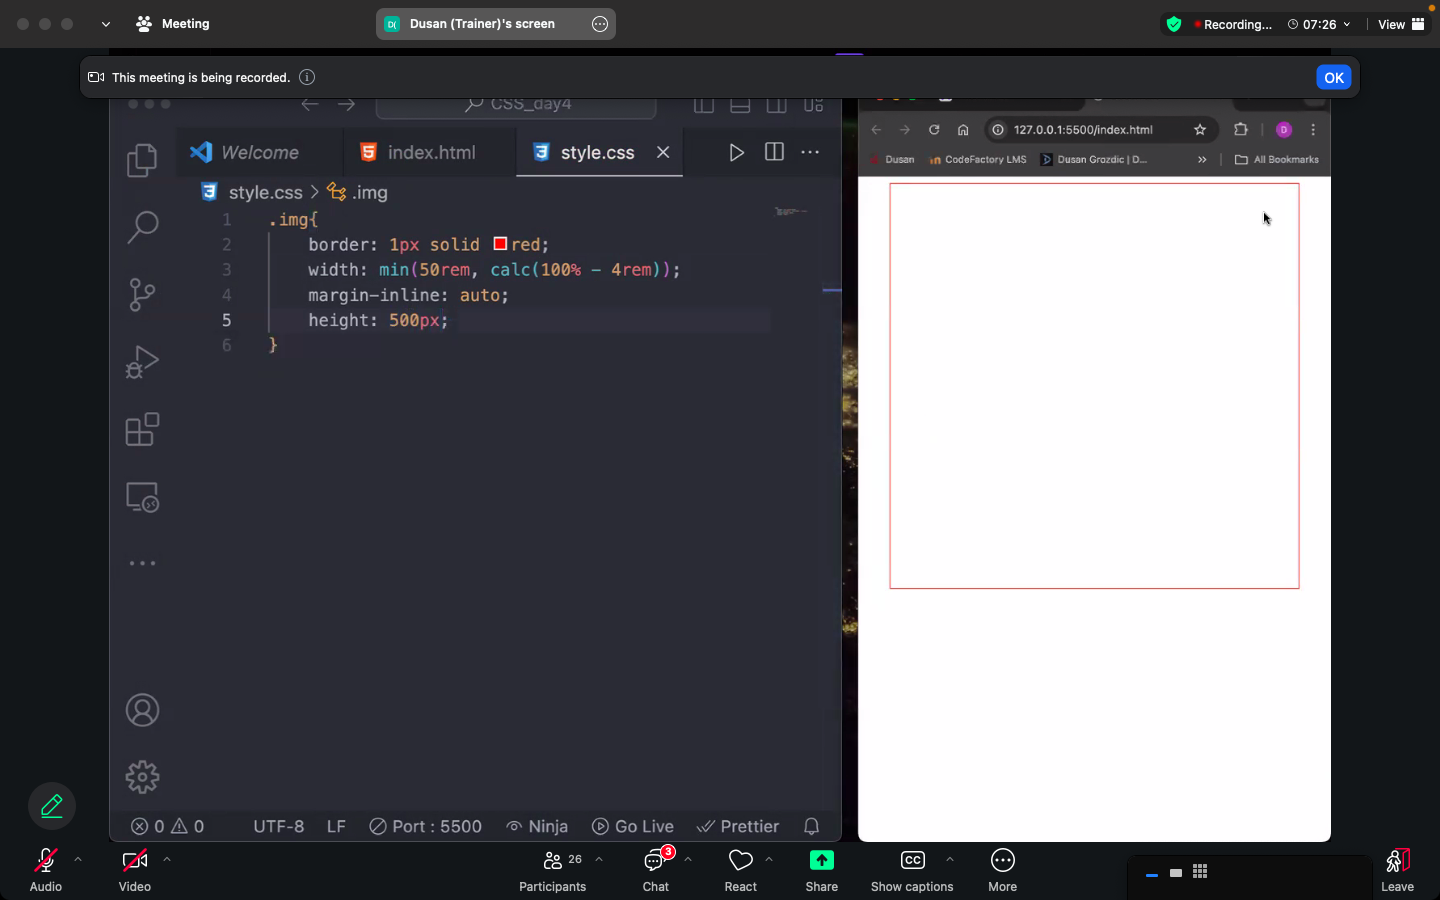 Meeting
D( Dusan (Trainer)'s screen
Recording...
07:26
View
This meeting is being recorded.
OK
CSS_day4
Welcome
index.html
style.css
style.css > .img
1 .img{
2 border: 1px solid red;
3 width: min(50rem, calc(100% - 4rem));
4 margin-inline: auto;
5 height: 500px;
6 }
0 0
UTF-8
LF
Port : 5500
Ninja
Go Live
Prettier
127.0.0.1:5500/index.html
D
Dusan
CodeFactory LMS
Dusan Grozdic | D...
All Bookmarks
Audio
Video
Participants
26
Chat
3
React
Share
CC
Show captions
More
Leave